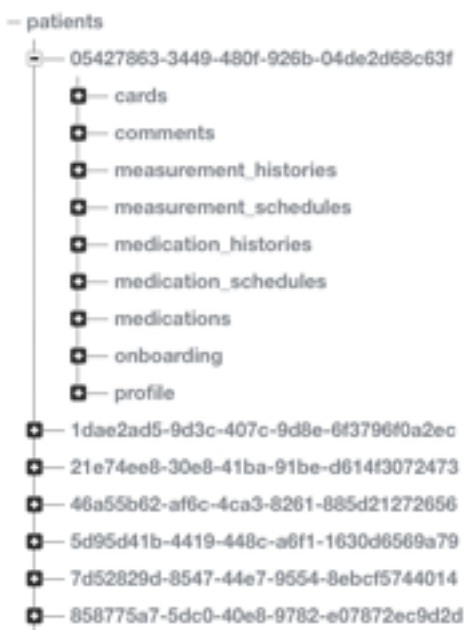 patients
05427863-3449-480f-926b-04de2d68c63f
cards
comments
measurement_histories
measurement_schedules
medication_histories
medication_schedules
medications
onboarding
profile
1dae2ad5-9d3c-407c-9d8e-6f3796f0a2ec
21e74ee8-30e8-41ba-91be-d614f3072473
46a55b62-af6c-4ca3-8261-885d21272656
5d95d41b-4419-448c-a6f1-1630d6569a79
7d52829d-8547-44e7-9554-8ebcf5744014
858775a7-5dc0-40e8-9782-e07872ec9d2d